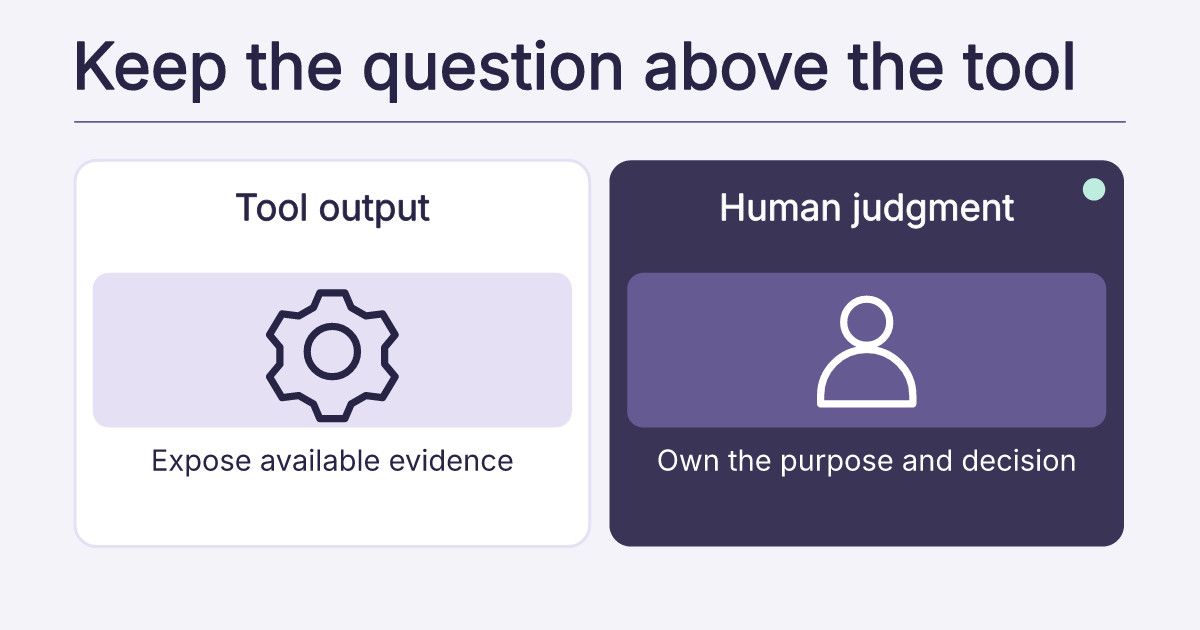 Keep the question above the tool
Tool output
Expose available evidence
Human judgment
Own the purpose and decision